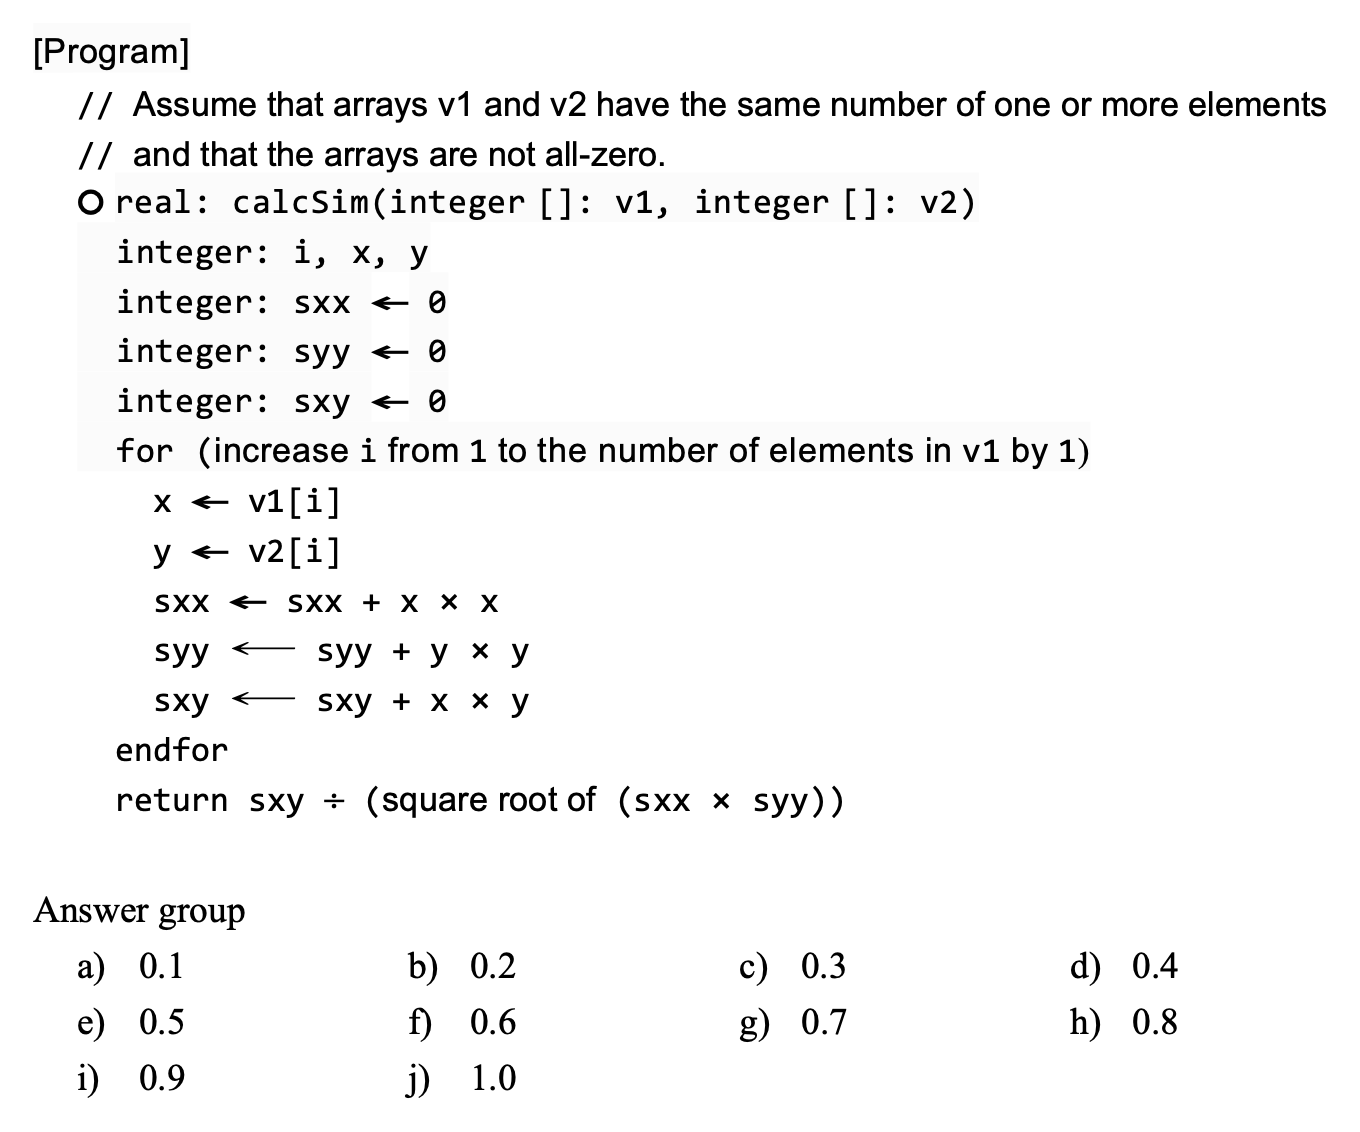 [Program]
// Assume that arrays v1 and v2 have the same number of one or more elements
// and that the arrays are not all-zero.
○ real: calcSim(integer []: v1, integer []: v2)
integer: i, x, y
integer: sxx ← 0
integer: syy ← 0
integer: sxy ← 0
for (increase i from 1 to the number of elements in v1 by 1)
x ← v1[i]
y ← v2[i]
sxx ← sxx + x × x
syy ← syy + y × y
sxy ← sxy + x × y
endfor
return sxy ÷ (square root of (sxx × syy))
Answer group
a) 0.1 b) 0.2 c) 0.3 d) 0.4
e) 0.5 f) 0.6 g) 0.7 h) 0.8
i) 0.9 j) 1.0